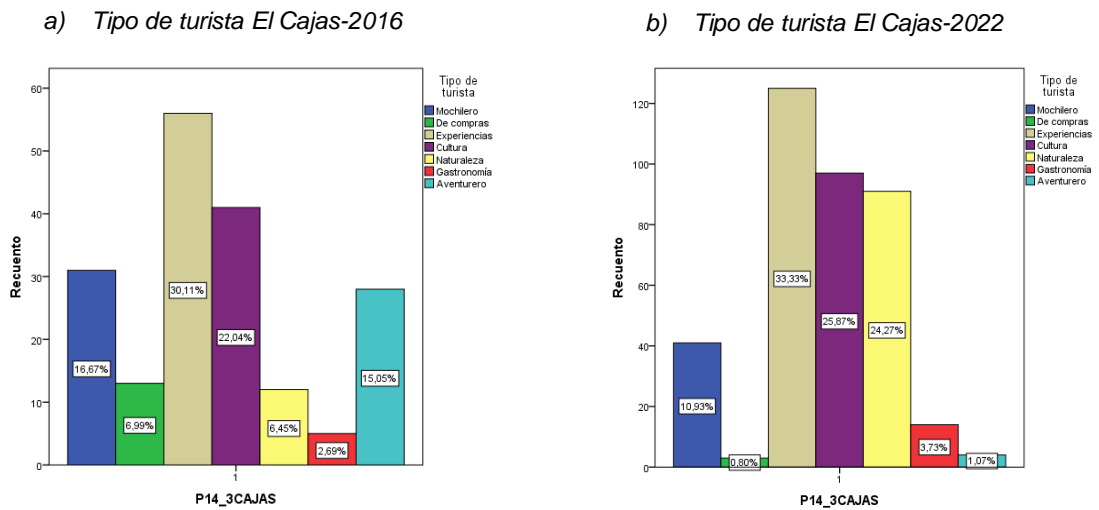 a) Tipo de turista El Cajas-2016
60
50
40
30
20
10
0
Recuento
16,67%
6,99%
30,11%
22,04%
6,45%
2,69%
15,05%
1
P14_3CAJAS
Tipo de
turista
Mochilero
De compras
Experiencias
Cultura
Naturaleza
Gastronomía
Aventurero
b) Tipo de turista El Cajas-2022
120
100
80
60
40
20
0
Recuento
10,93%
0,80%
33,33%
25,87%
24,27%
3,73%
1,07%
1
P14_3CAJAS
Tipo de
turista
Mochilero
De compras
Experiencias
Cultura
Naturaleza
Gastronomía
Aventurero